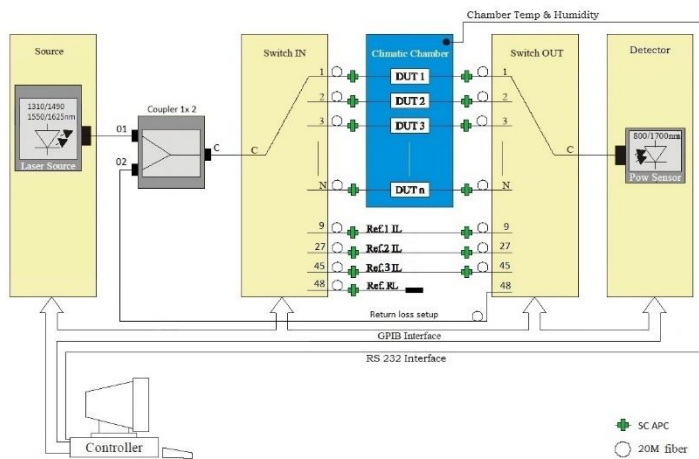 Chamber Temp & Humidity
Source
Switch IN
Climatic Chamber
Switch OUT
Detector
1310/1490
1550/1625nm
Laser Source
Coupler 1x 2
01
02
C
C
1
2
3
N
DUT 1
DUT 2
DUT 3
DUT n
1
2
3
N
C
800/1700nm
Pow Sensor
9
Ref.1 IL
9
27
Ref.2 IL
27
45
Ref.3 IL
45
48
Ref. RL
48
Return loss setup
GPIB Interface
RS 232 Interface
Controller
SC APC
20M fiber